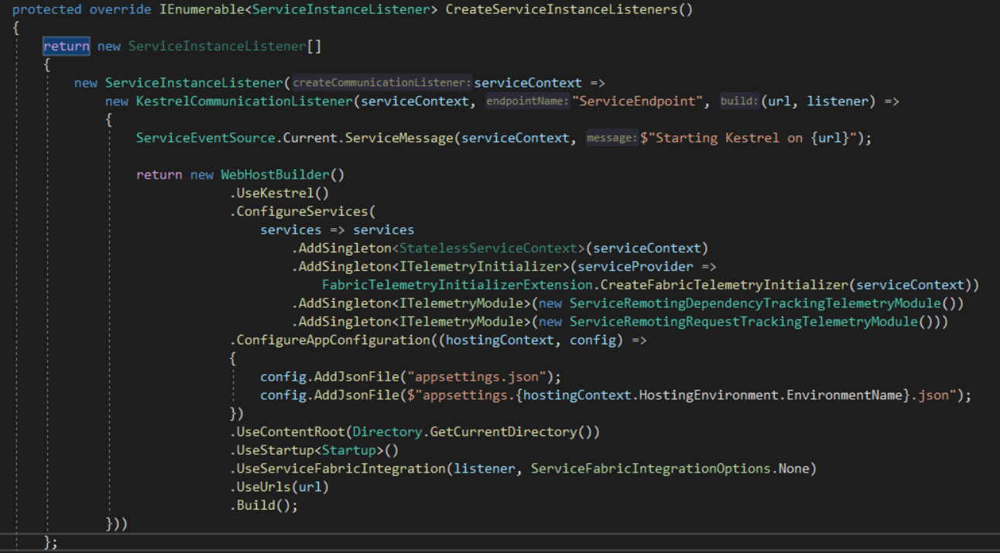 protected override IEnumerable<ServiceInstanceListener> CreateServiceInstanceListeners()
{
return new ServiceInstanceListener[]
{
new ServiceInstanceListener(createCommunicationListener: serviceContext =>
new KestrelCommunicationListener(serviceContext, endpointName: "ServiceEndpoint", build: (url, listener) =>
{
ServiceEventSource.Current.ServiceMessage(serviceContext, message: $"Starting Kestrel on {url}");
return new WebHostBuilder()
.UseKestrel()
.ConfigureServices(
services => services
.AddSingleton<StatelessServiceContext>(serviceContext)
.AddSingleton<ITelemetryInitializer>(serviceProvider =>
FabricTelemetryInitializerExtension.CreateFabricTelemetryInitializer(serviceContext))
.AddSingleton<ITelemetryModule>(new ServiceRemotingDependencyTrackingTelemetryModule())
.AddSingleton<ITelemetryModule>(new ServiceRemotingRequestTrackingTelemetryModule()))
.ConfigureAppConfiguration((hostingContext, config) =>
{
config.AddJsonFile("appsettings.json");
config.AddJsonFile($"appsettings.{hostingContext.HostingEnvironment.EnvironmentName}.json");
})
.UseContentRoot(Directory.GetCurrentDirectory())
.UseStartup<Startup>()
.UseServiceFabricIntegration(listener, ServiceFabricIntegrationOptions.None)
.UseUrls(url)
.Build();
}))
};